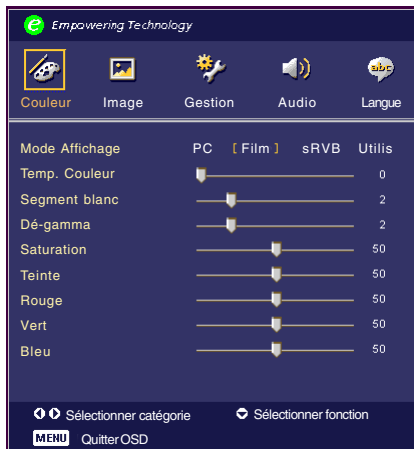 e Empowering Technology
Couleur Image Gestion Audio abc Langue
Mode Affichage PC [ Film ] sRVB Utilis
Temp. Couleur 0
Segment blanc 2
Dé-gamma 2
Saturation 50
Teinte 50
Rouge 50
Vert 50
Bleu 50
Sélectionner catégorie Sélectionner fonction
MENU Quitter OSD